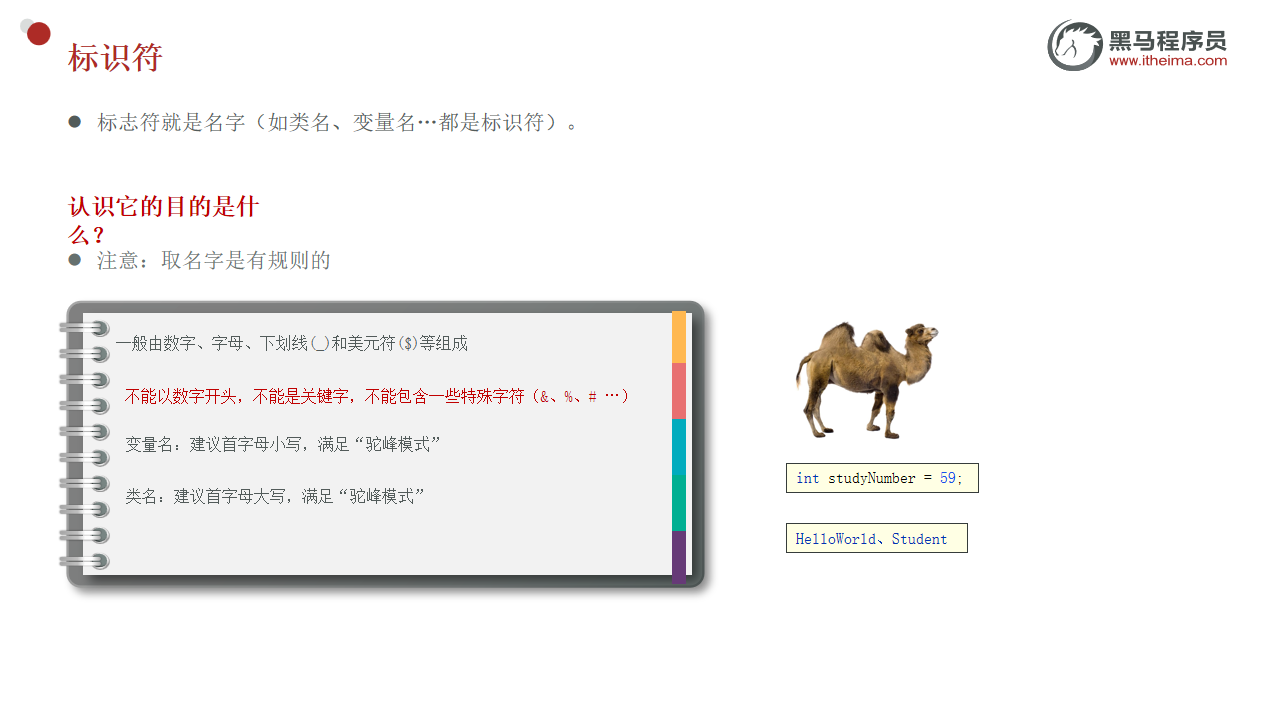 标识符
黑马程序员
www.itheima.com
标志符就是名字（如类名、变量名…都是标识符）。
认识它的目的是什
么？
注意：取名字是有规则的
一般由数字、字母、下划线(_)和美元符($)等组成
不能以数字开头，不能是关键字，不能包含一些特殊字符（&、%、# …）
变量名：建议首字母小写，满足“驼峰模式”
类名：建议首字母大写，满足“驼峰模式”
int studyNumber = 59;
HelloWorld、Student